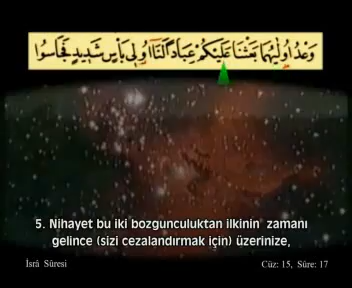 وَعْدُ اُولٰيهُمَا بَعَثْنَا عَلَيْكُمْ عِبَادًا لَنَٓا اُو۬ل۪ي بَأْسٍ شَد۪يدٍ فَجَاسُوا
5. Nihayet bu iki bozgunculuktan ilkinin zamanı
gelince (sizi cezalandırmak için) üzerinize,
İsrâ Sûresi
Cüz: 15, Sûre: 17